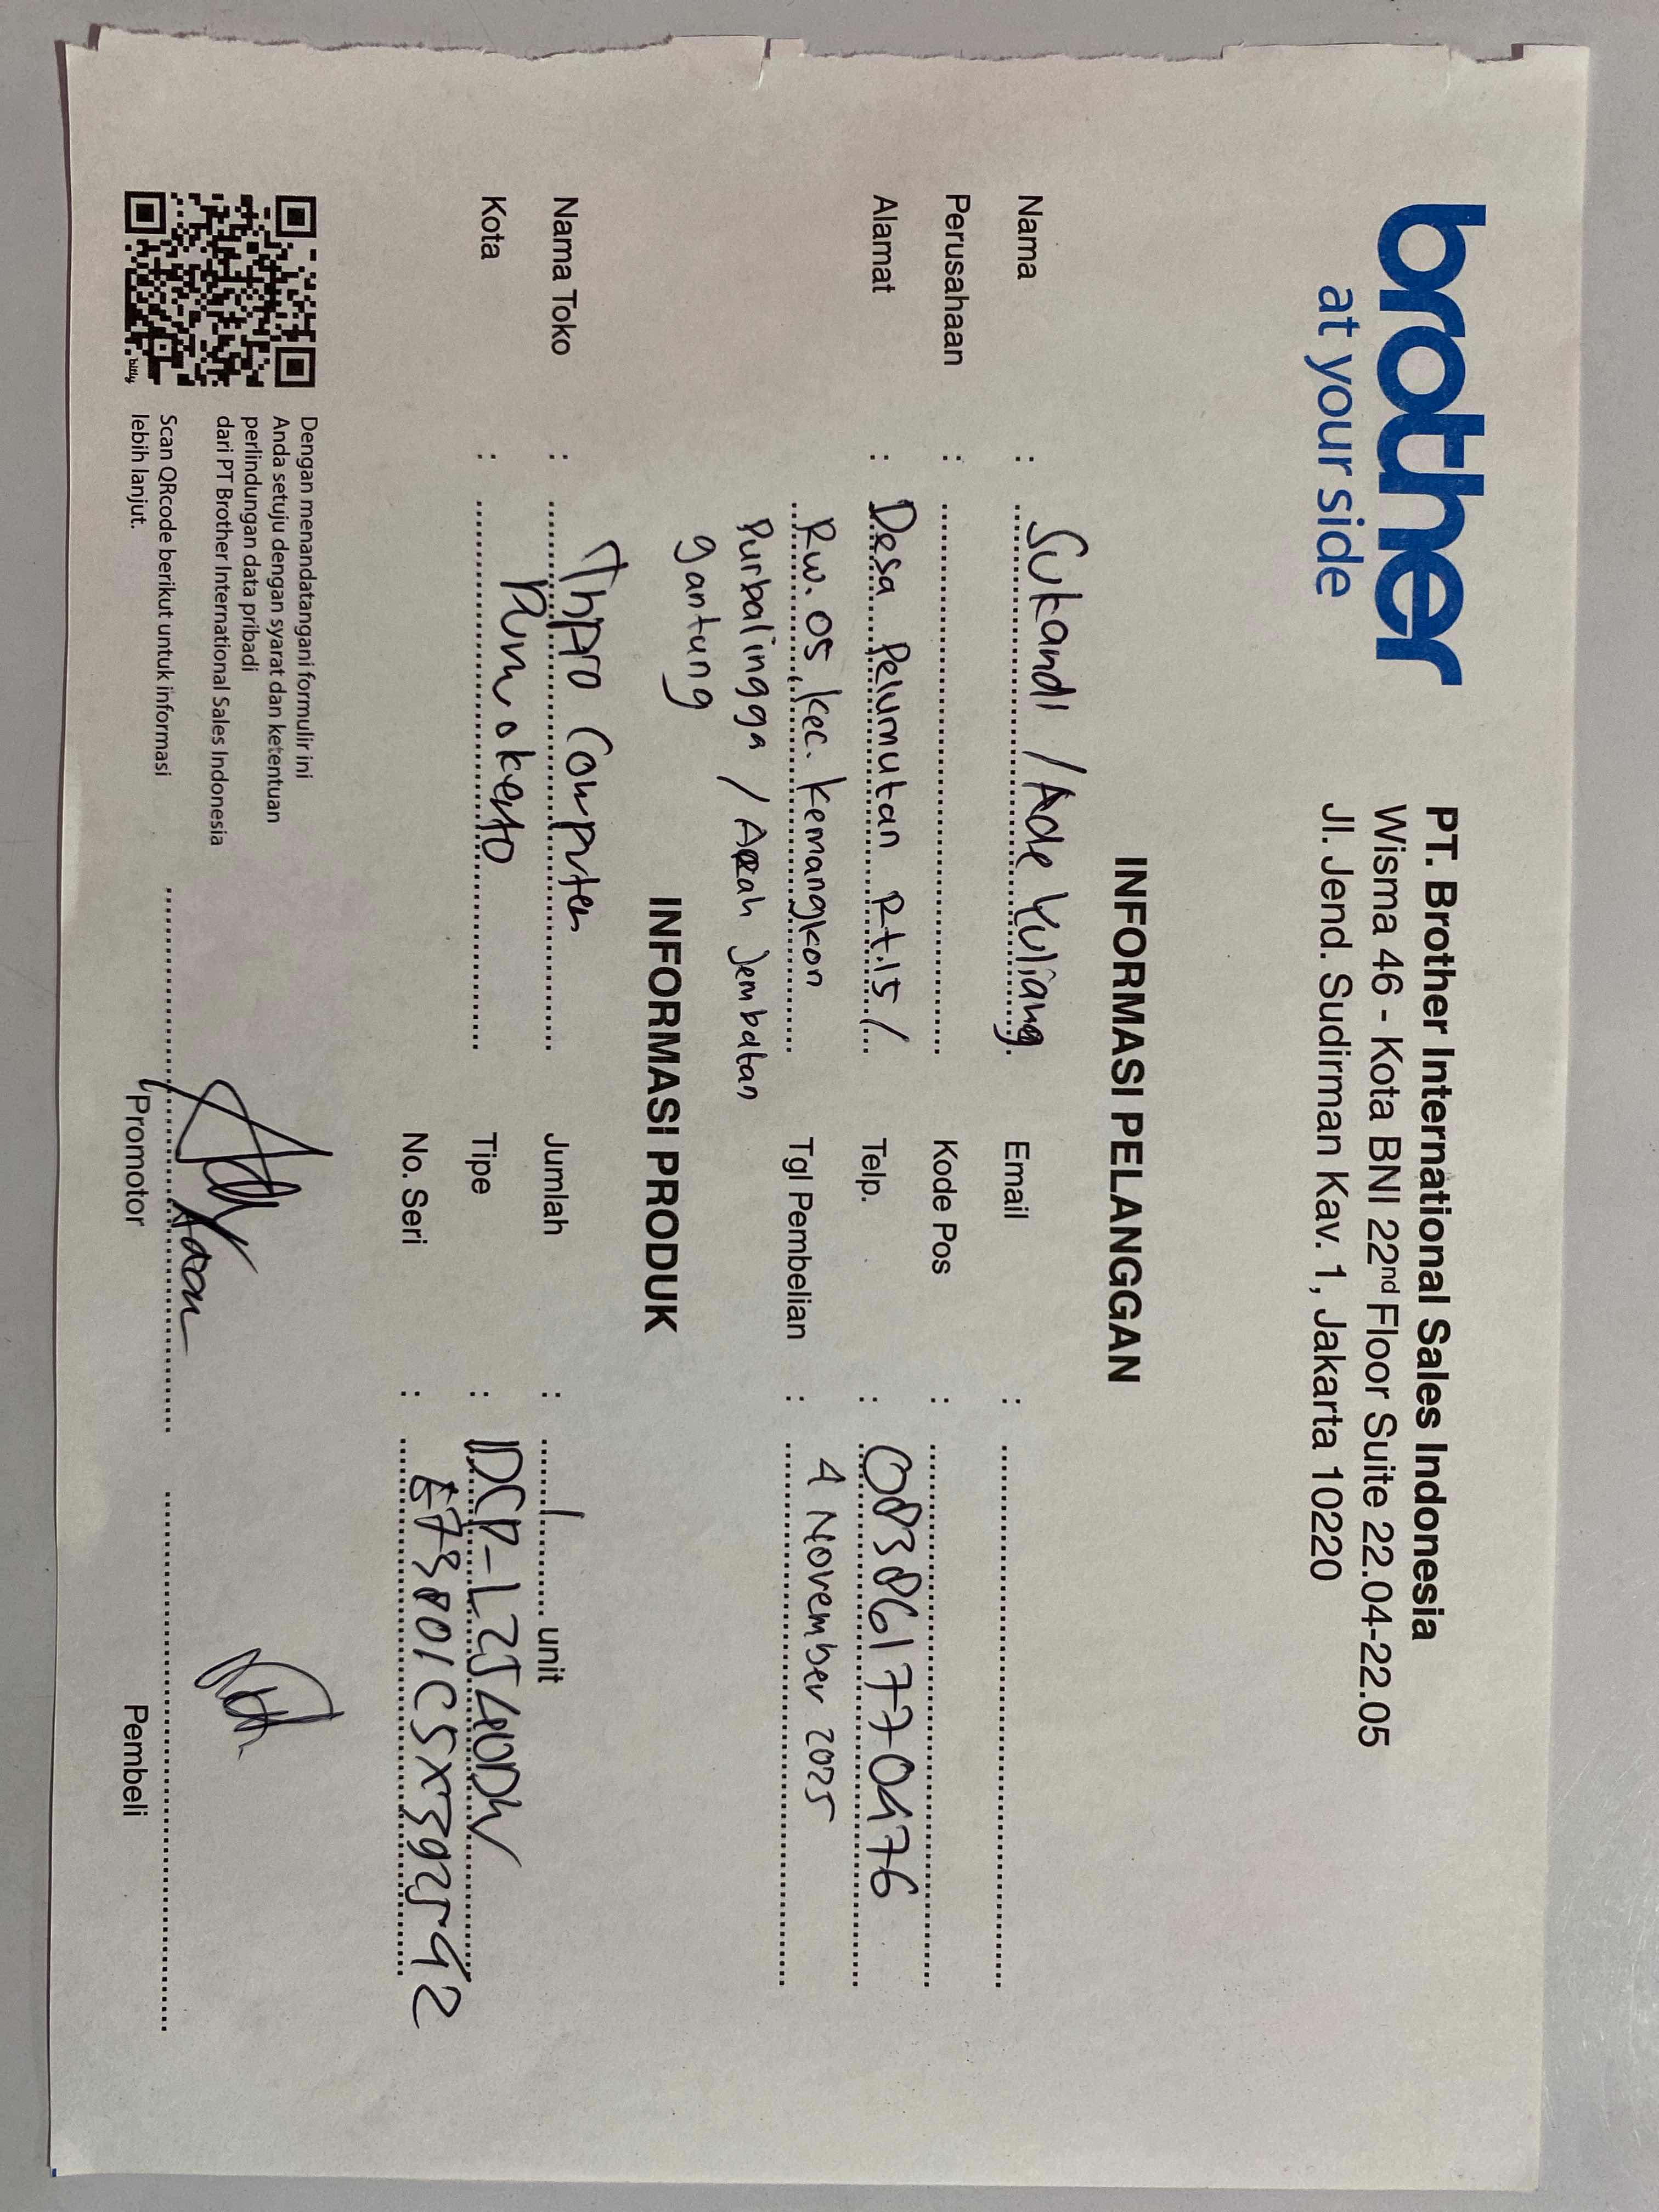 brother
at your side
PT. Brother International Sales Indonesia
Wisma 46 - Kota BNI 22nd Floor Suite 22.04-22.05
Jl. Jend. Sudirman Kav. 1, Jakarta 10220
INFORMASI PELANGGAN
Nama : Sukandi / Ade Yuliang. Email :
Perusahaan : Kode Pos :
Alamat : Desa Pelumutan Rt.15 / Telp. : 083861770476
Rw. 05, Kec. Kemangkon Tgl Pembelian : 4 November 2025
Purbalingga / Arah Jembatan
gantung
INFORMASI PRODUK
Nama Toko : Computer Jumlah : 1 unit
Kota : Purwokerto Tipe : DCP-L2540DW
No. Seri :
Dengan menandatangani formulir ini
Anda setuju dengan syarat dan ketentuan
perlindungan data pribadi
dari PT Brother International Sales Indonesia
Scan QRcode berikut untuk informasi
lebih lanjut.
bitly
Promotor Pembeli